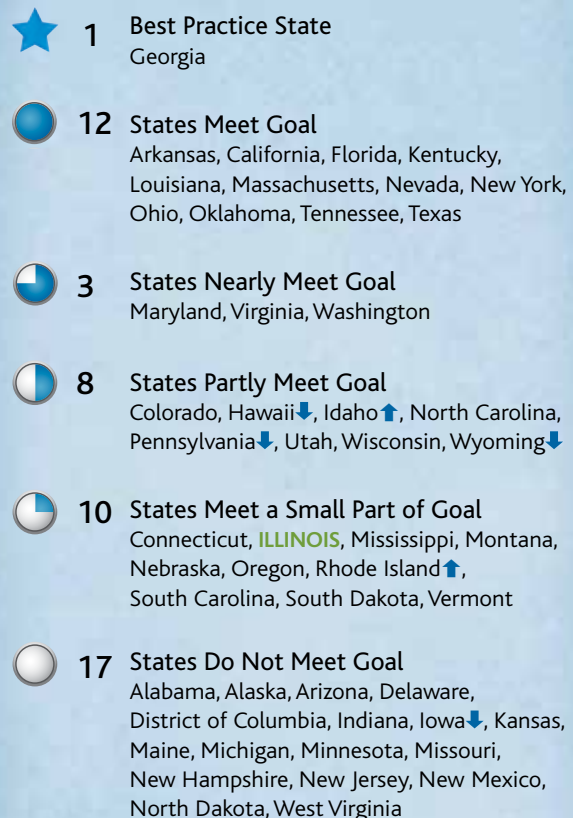 1 Best Practice State
Georgia
12 States Meet Goal
Arkansas, California, Florida, Kentucky,
Louisiana, Massachusetts, Nevada, New York,
Ohio, Oklahoma, Tennessee, Texas
3 States Nearly Meet Goal
Maryland, Virginia, Washington
8 States Partly Meet Goal
Colorado, Hawaii⬇, Idaho⬆, North Carolina,
Pennsylvania⬇, Utah, Wisconsin, Wyoming⬇
10 States Meet a Small Part of Goal
Connecticut, ILLINOIS, Mississippi, Montana,
Nebraska, Oregon, Rhode Island⬆,
South Carolina, South Dakota, Vermont
17 States Do Not Meet Goal
Alabama, Alaska, Arizona, Delaware,
District of Columbia, Indiana, Iowa⬇, Kansas,
Maine, Michigan, Minnesota, Missouri,
New Hampshire, New Jersey, New Mexico,
North Dakota, West Virginia